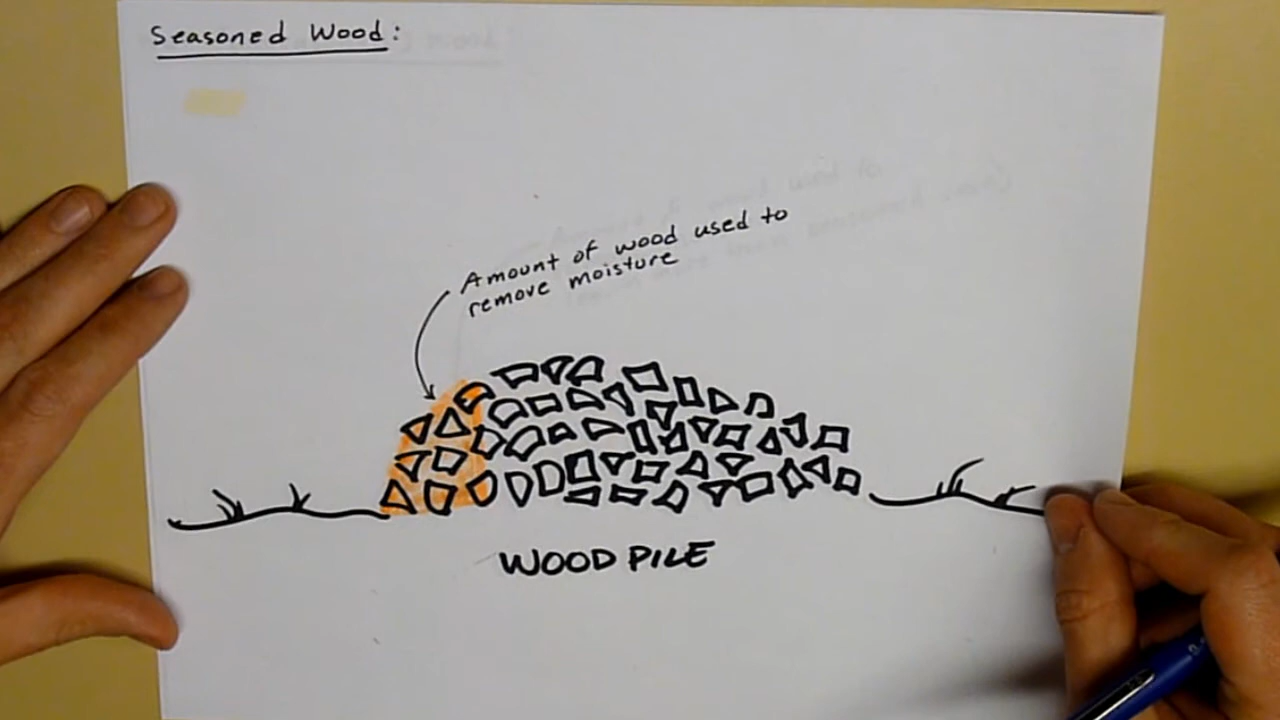 Seasoned Wood:
Amount of wood used to
remove moisture
WOOD PILE